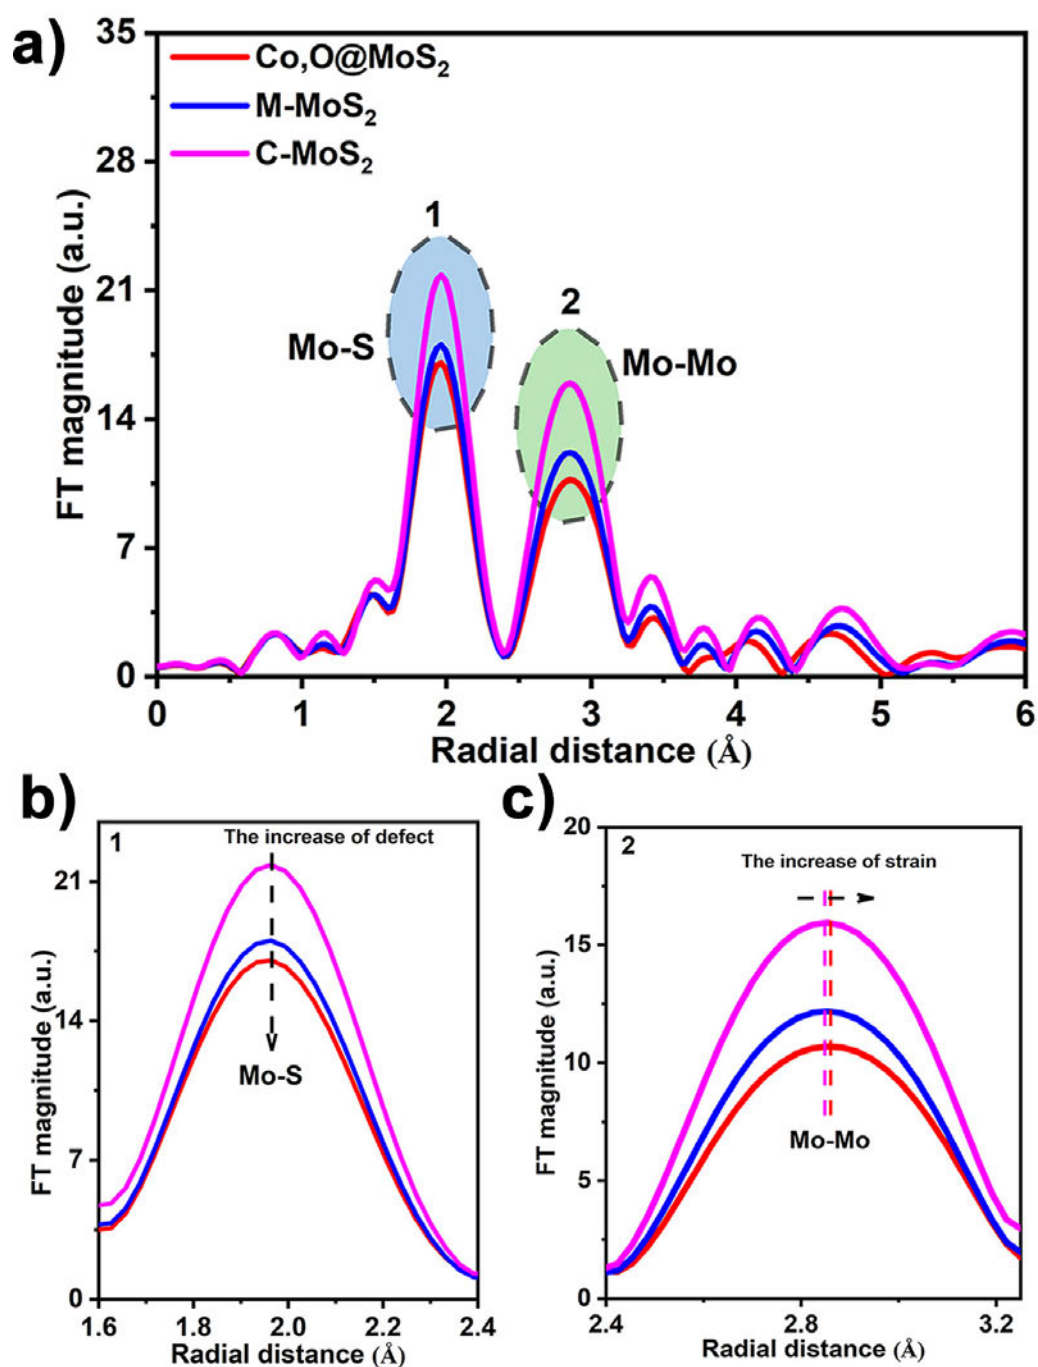 a)
Co,O@MoS₂
M-MoS₂
C-MoS₂
35
28
21
14
7
0
FT magnitude (a.u.)
1
2
Mo-S
Mo-Mo
0 1 2 3 4 5 6
Radial distance (Å)
b)
1
The increase of defect
21
14
7
0
FT magnitude (a.u.)
Mo-S
1.6 1.8 2.0 2.2 2.4
Radial distance (Å)
c)
2
The increase of strain
20
15
10
5
0
FT magnitude (a.u.)
Mo-Mo
2.4 2.8 3.2
Radial distance (Å)